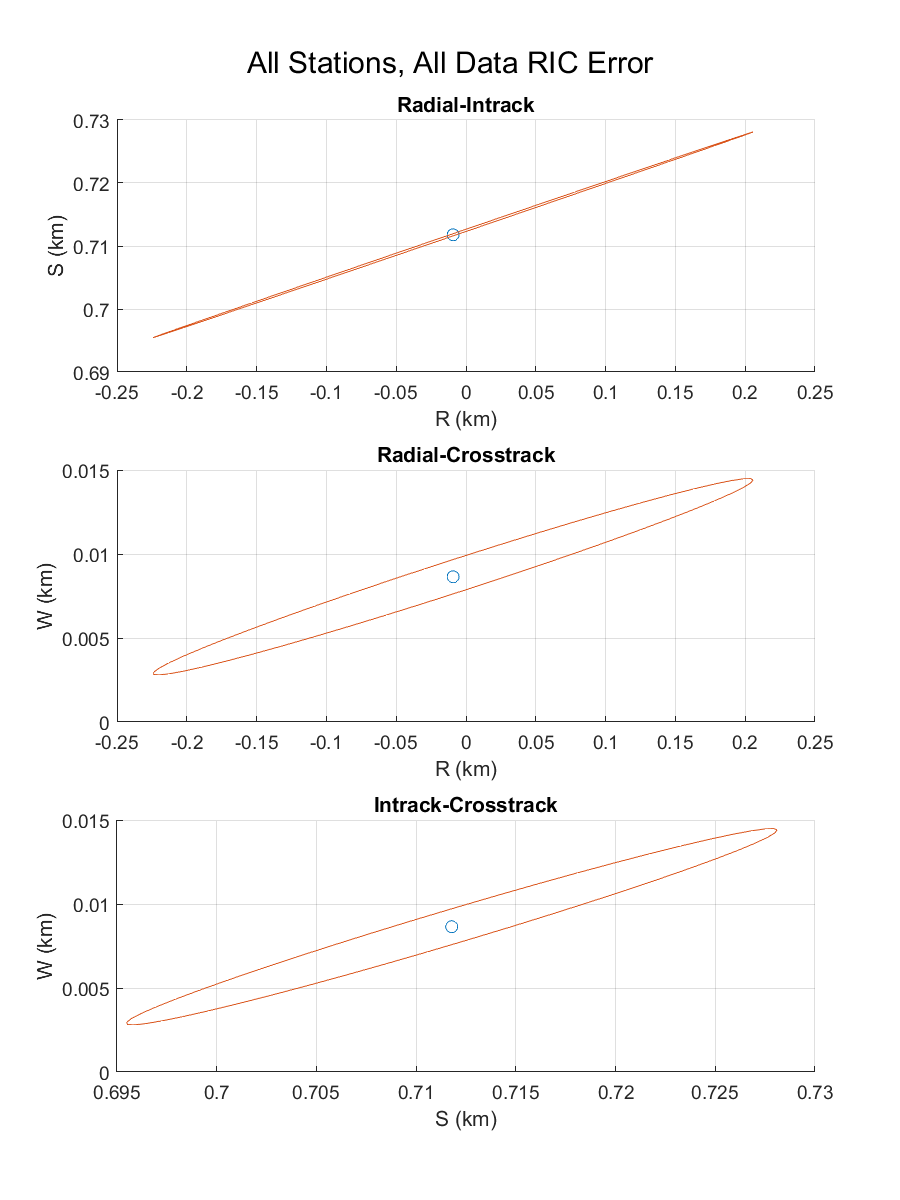 All Stations, All Data RIC Error
Radial-Intrack
0.73
0.72
0.71
0.7
0.69
S (km)
-0.25 -0.2 -0.15 -0.1 -0.05 0 0.05 0.1 0.15 0.2 0.25
R (km)
Radial-Crosstrack
0.015
0.01
0.005
0
W (km)
-0.25 -0.2 -0.15 -0.1 -0.05 0 0.05 0.1 0.15 0.2 0.25
R (km)
Intrack-Crosstrack
0.015
0.01
0.005
0
W (km)
0.695 0.7 0.705 0.71 0.715 0.72 0.725 0.73
S (km)